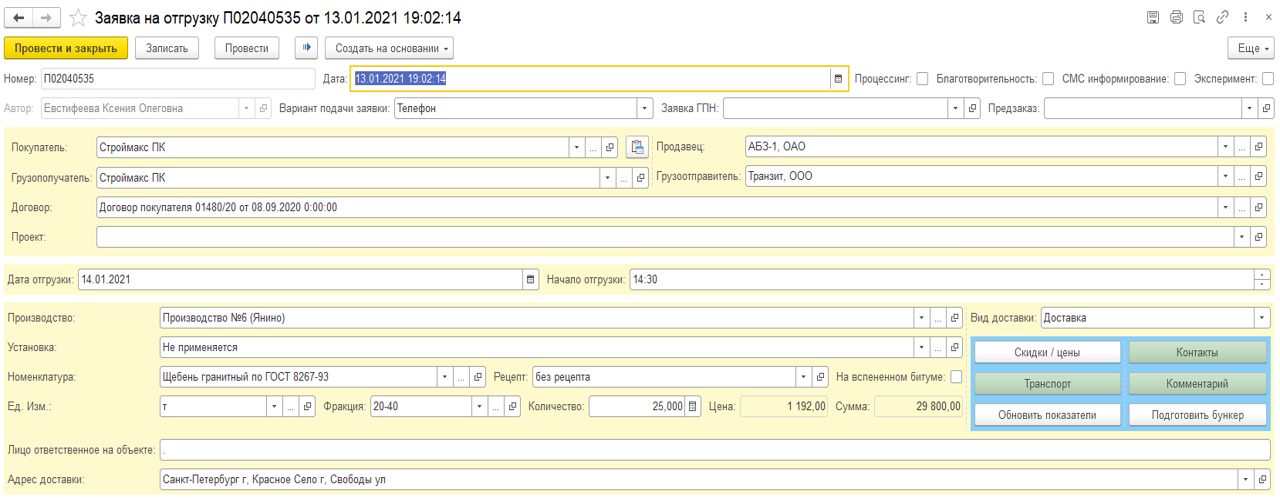 Заявка на отгрузку П02040535 от 13.01.2021 19:02:14
Провести и закрыть Записать Провести Создать на основании Еще
Номер: П02040535 Дата: 13.01.2021 19:02:14 Процессинг: Благотворительность: СМС информирование: Эксперимент:
Автор: Евстифеева Ксения Олеговна Вариант подачи заявки: Телефон Заявка ГПН: Предзаказ:
Покупатель: Строймакс ПК Продавец: АБЗ-1, ОАО
Грузополучатель: Строймакс ПК Грузоотправитель: Транзит, ООО
Договор: Договор покупателя 01480/20 от 08.09.2020 0:00:00
Проект:
Дата отгрузки: 14.01.2021 Начало отгрузки: 14:30
Производство: Производство №6 (Янино) Вид доставки: Доставка
Установка: Не применяется Скидки / цены Контакты
Номенклатура: Щебень гранитный по ГОСТ 8267-93 Рецепт: без рецепта На вспененном битуме: Транспорт Комментарий
Ед. Изм.: т Фракция: 20-40 Количество: 25,000 Цена: 1 192,00 Сумма: 29 800,00 Обновить показатели Подготовить бункер
Лицо ответственное на объекте: .
Адрес доставки: Санкт-Петербург г, Красное Село г, Свободы ул